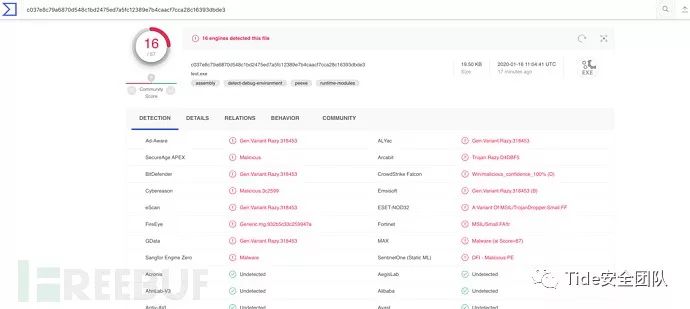 c037e8c79a6870d548c1bd2475ed7a5fc12389e7b4caacf7cca28c16393dbde3
16
/ 67
Community
Score
16 engines detected this file
c037e8c79a6870d548c1bd2475ed7a5fc12389e7b4caacf7cca28c16393dbde3
test.exe
assembly detect-debug-environment peexe runtime-modules
19.50 KB
Size
2020-01-16 11:54:41 UTC
17 minutes ago
EXE
DETECTION DETAILS RELATIONS BEHAVIOR COMMUNITY
Ad-Aware Gen:Variant.Razy.318453 ALYac Gen:Variant.Razy.318453
SecureAge APEX Malicious Arcabit Trojan.Razy.D4DBF5
BitDefender Gen:Variant.Razy.318453 CrowdStrike Falcon Win/malicious_confidence_100% (D)
Cybereason Malicious.3c2599 Emsisoft Gen:Variant.Razy.318453 (B)
eScan Gen:Variant.Razy.318453 ESET-NOD32 A Variant Of MSIL/TrojanDropper.Small.FF
FireEye Generic.mg.932b5c33c259947a Fortinet MSIL/Small.FA!tr
GData Gen:Variant.Razy.318453 MAX Malware (ai Score=87)
Sangfor Engine Zero Malware SentinelOne (Static ML) DFI - Malicious PE
Acronis Undetected AegisLab Undetected
AhnLab-V3 Undetected Alibaba Undetected
Antiy-AVL Undetected Avast Undetected
FREEBUF
Tide安全团队